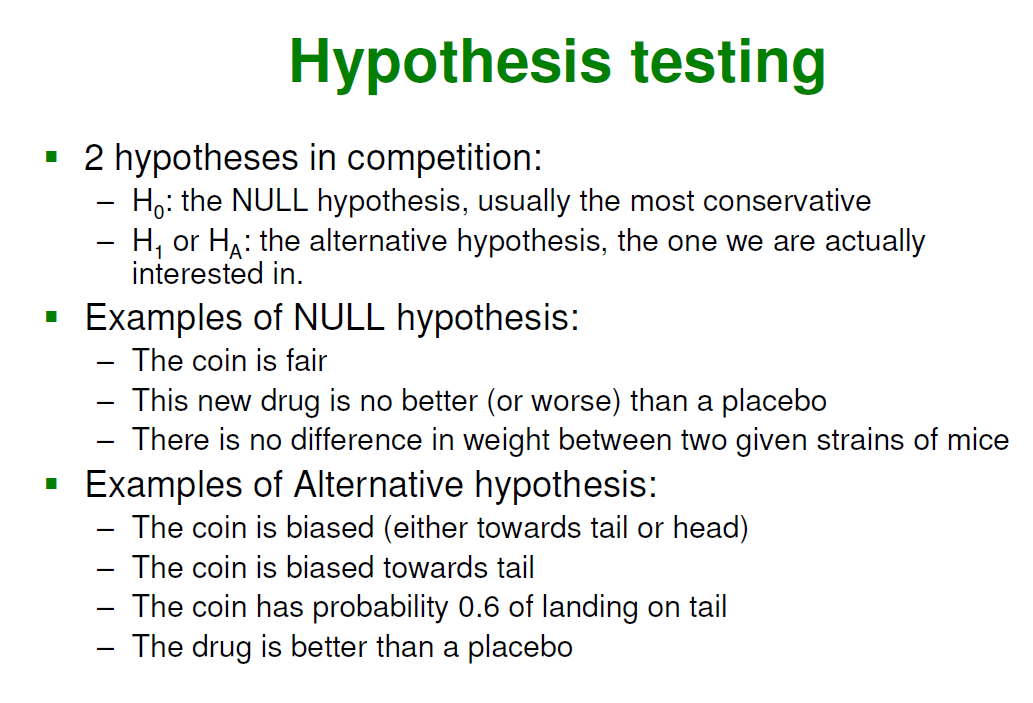 Hypothesis testing
▪ 2 hypotheses in competition:
– H₀: the NULL hypothesis, usually the most conservative
– H₁ or Hₐ: the alternative hypothesis, the one we are actually
interested in.
▪ Examples of NULL hypothesis:
– The coin is fair
– This new drug is no better (or worse) than a placebo
– There is no difference in weight between two given strains of mice
▪ Examples of Alternative hypothesis:
– The coin is biased (either towards tail or head)
– The coin is biased towards tail
– The coin has probability 0.6 of landing on tail
– The drug is better than a placebo